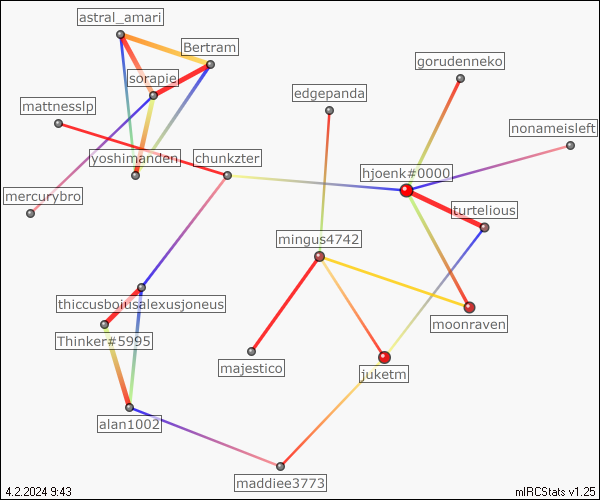 astral_amari
Bertram
gorudenneko
sorapie
edgepanda
mattnesslp
nonameisleft
yoshimanden
chunkzter
hjoenk#0000
mercurybro
turtelious
mingus4742
thiccusboiusalexusjoneus
moonraven
Thinker#5995
majestico
juketm
alan1002
maddiee3773
4.2.2024 9:43
mIRCStats v1.25